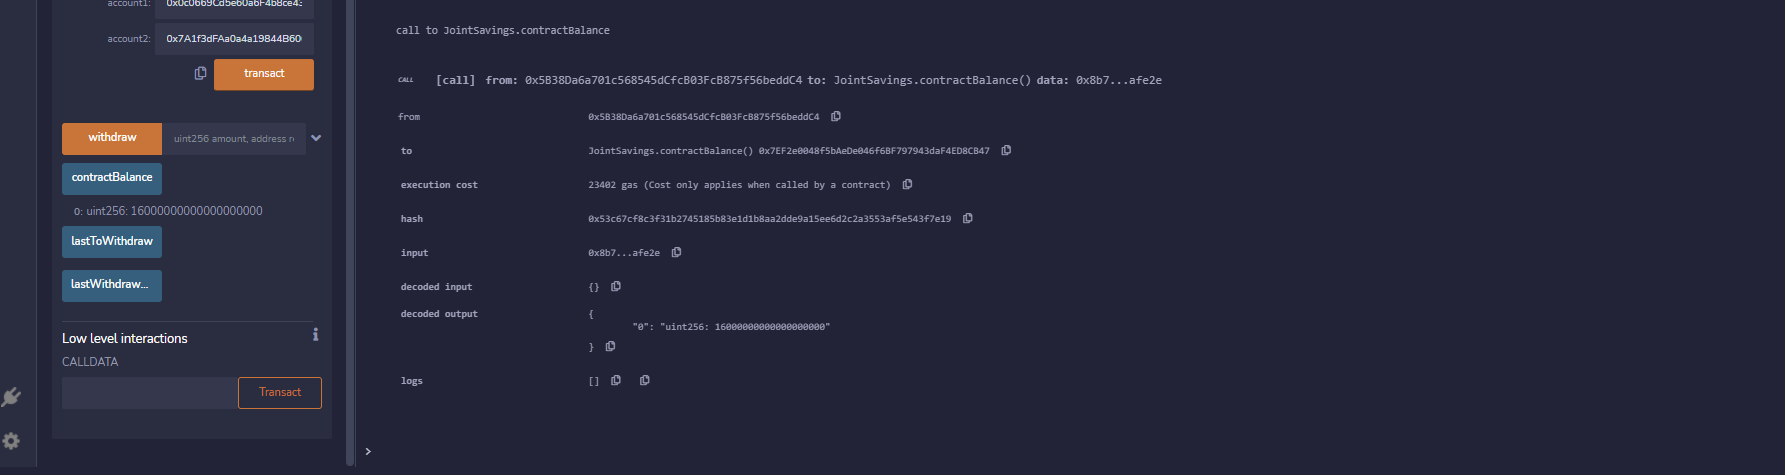 account1: 0x0c0669Cd5e60a6F4b8ce4
account2: 0x7A1f3dFAa0a4a19844B60
transact
withdraw uint256 amount, address r
contractBalance
0: uint256: 16000000000000000000
lastToWithdraw
lastWithdraw...
Low level interactions
CALLDATA
Transact
call to JointSavings.contractBalance
CALL [call] from: 0x5B38Da6a701c568545dCfcB03FcB875f56beddC4 to: JointSavings.contractBalance() data: 0x8b7...afe2e
from 0x5B38Da6a701c568545dCfcB03FcB875f56beddC4
to JointSavings.contractBalance() 0x7EF2e0048f5bAeDe046f6BF797943daF4ED8CB47
execution cost 23402 gas (Cost only applies when called by a contract)
hash 0x53c67cf8c3f31b2745185b83e1d1b8aa2dde9a15ee6d2c2a3553af5e543f7e19
input 0x8b7...afe2e
decoded input {}
decoded output {
"0": "uint256: 16000000000000000000"
}
logs []
>